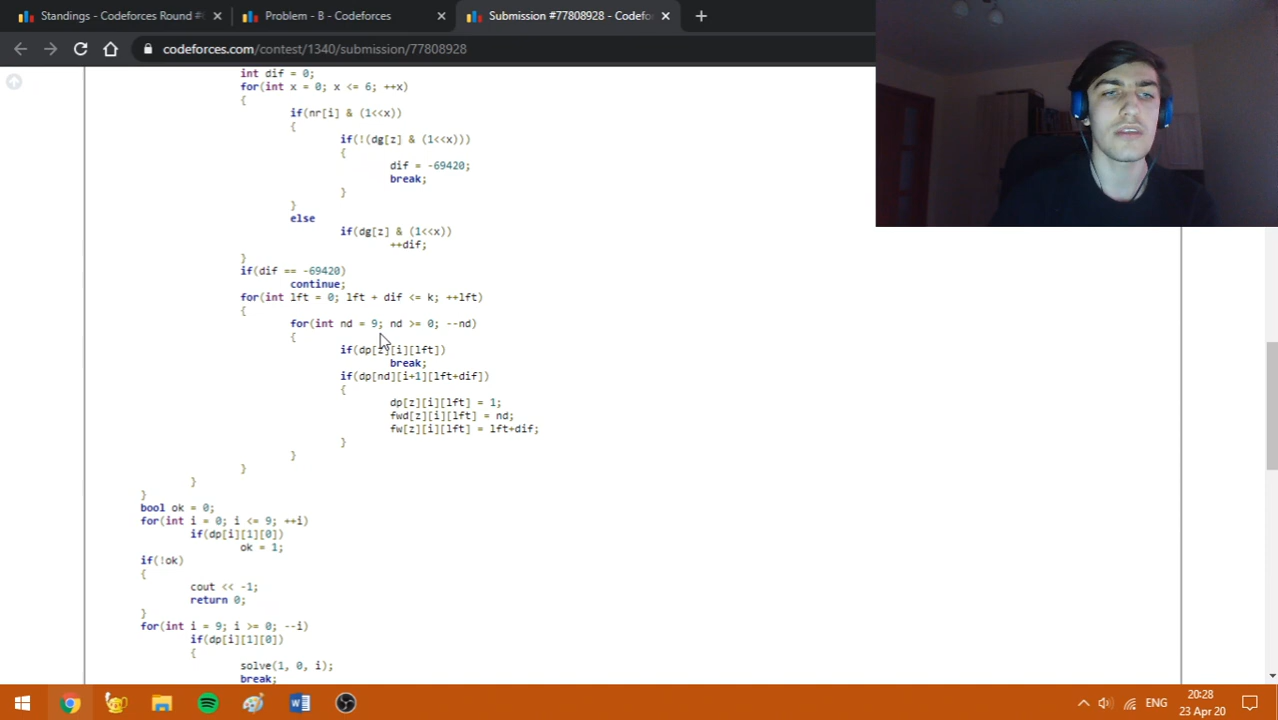 Standings - Codeforces Round #
Problem - B - Codeforces
Submission #77808928 - Codefo
codeforces.com/contest/1340/submission/77808928
int dif = 0;
for(int x = 0; x <= 6; ++x)
{
if(nr[i] & (1<<x))
{
if(!(dg[z] & (1<<x)))
{
dif = -69420;
break;
}
}
else
if(dg[z] & (1<<x))
++dif;
}
if(dif == -69420)
continue;
for(int lft = 0; lft + dif <= k; ++lft)
{
for(int nd = 9; nd >= 0; --nd)
{
if(dp[z][i][lft])
break;
if(dp[nd][i+1][lft+dif])
{
dp[z][i][lft] = 1;
fwd[z][i][lft] = nd;
fw[z][i][lft] = lft+dif;
}
}
}
}
}
bool ok = 0;
for(int i = 0; i <= 9; ++i)
if(dp[i][1][0])
ok = 1;
if(!ok)
{
cout << -1;
return 0;
}
for(int i = 9; i >= 0; --i)
if(dp[i][1][0])
{
solve(1, 0, i);
break;
ENG
20:28
23 Apr 20